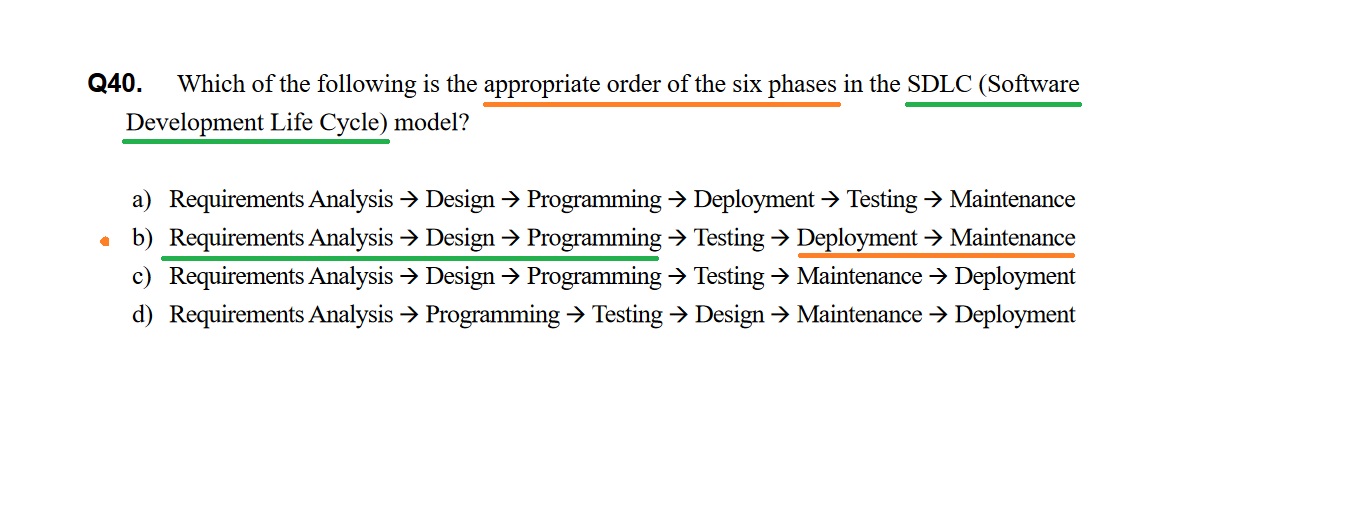 Q40. Which of the following is the appropriate order of the six phases in the SDLC (Software
Development Life Cycle) model?
a) Requirements Analysis → Design → Programming → Deployment → Testing → Maintenance
b) Requirements Analysis → Design → Programming → Testing → Deployment → Maintenance
c) Requirements Analysis → Design → Programming → Testing → Maintenance → Deployment
d) Requirements Analysis → Programming → Testing → Design → Maintenance → Deployment